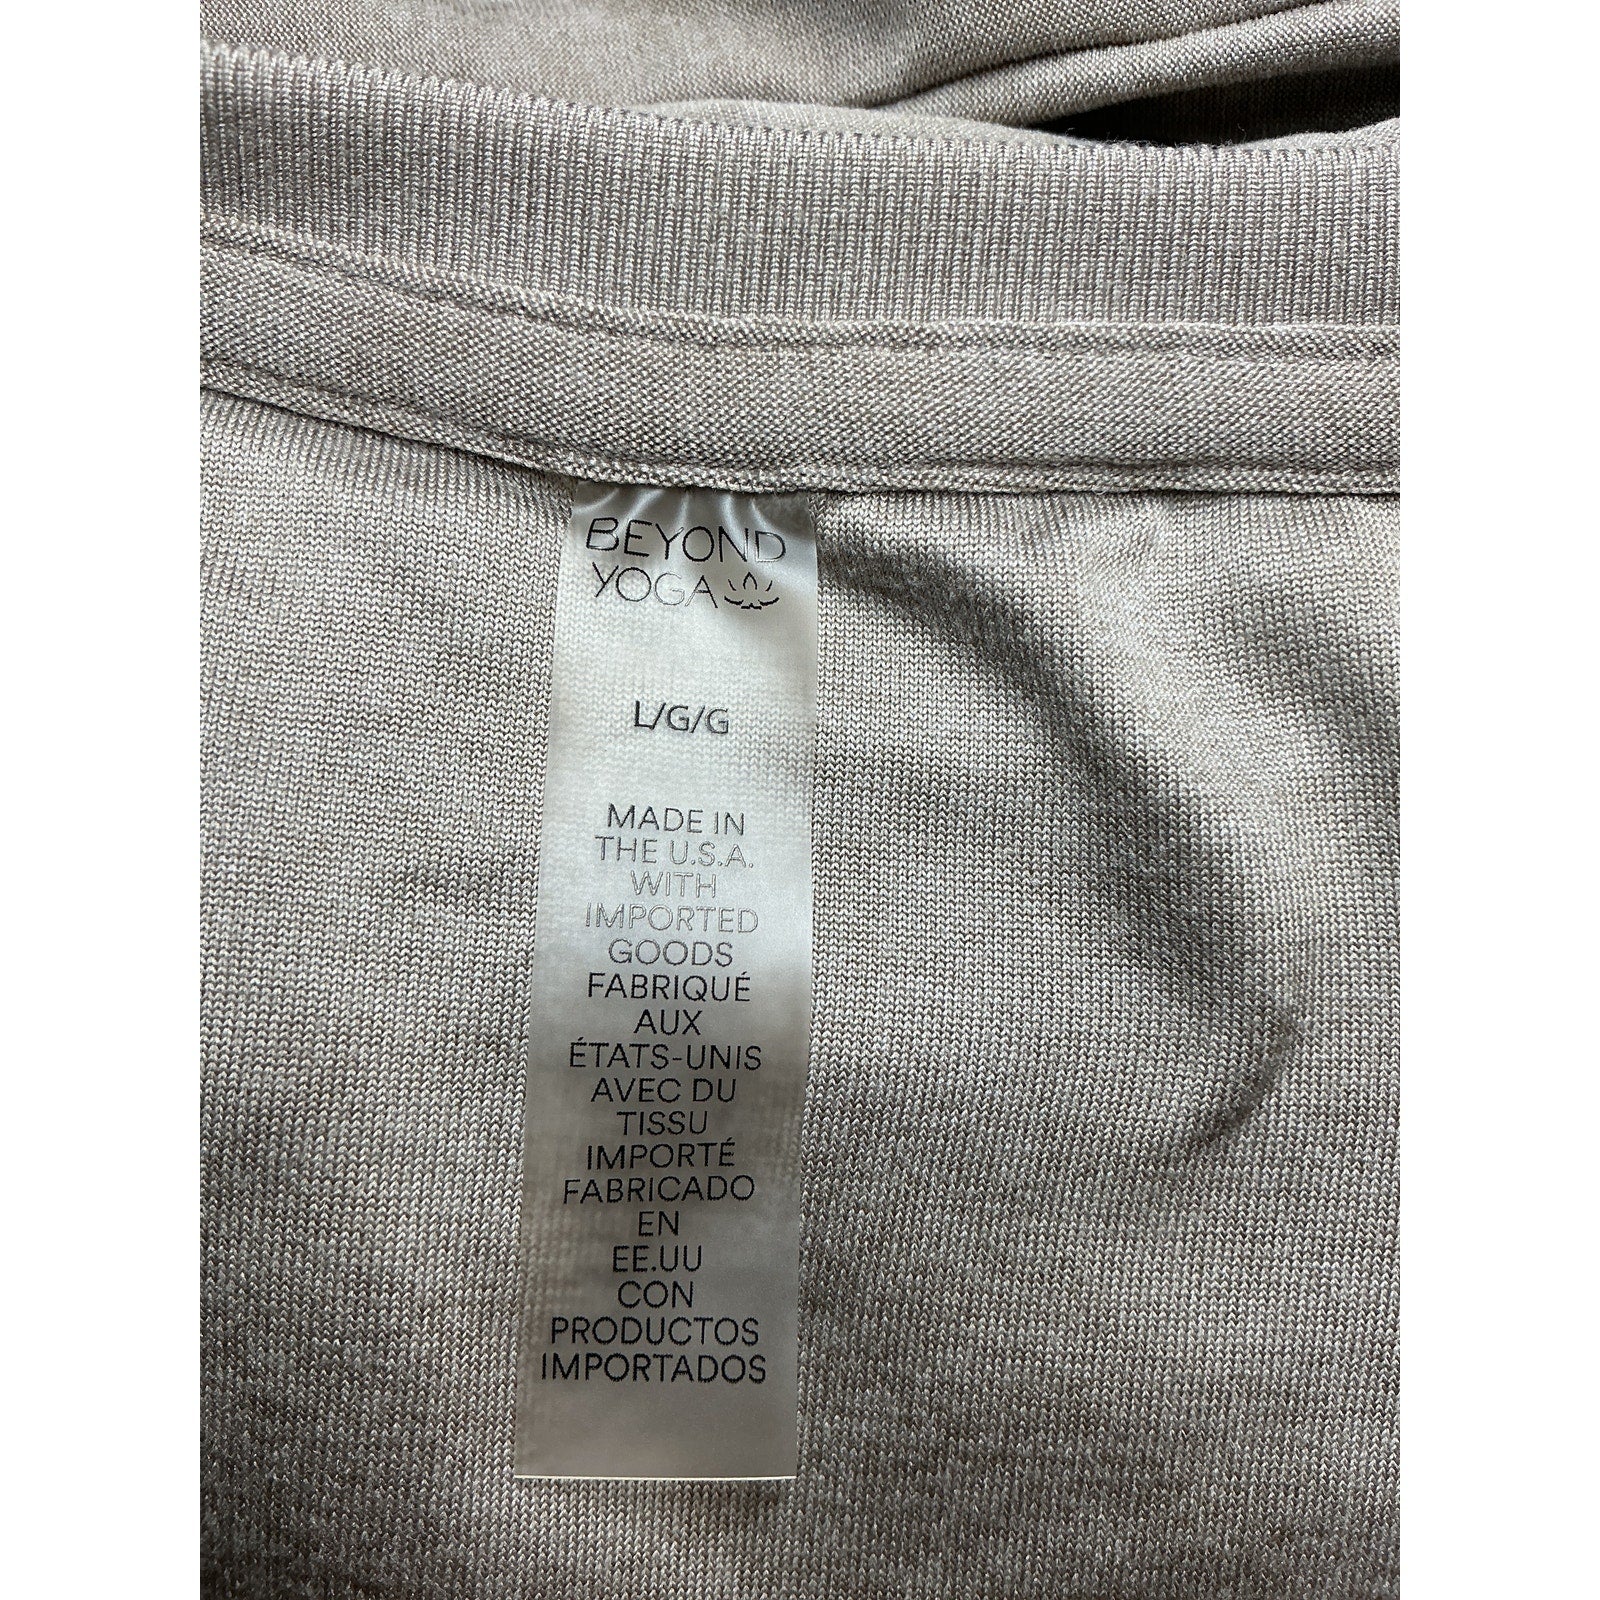 BEYOND
YOGA
L/G/G
MADE IN
THE U.S.A.
WITH
IMPORTED
GOODS
FABRIQUÉ
AUX
ÉTATS-UNIS
AVEC DU
TISSU
IMPORTÉ
FABRICADO
EN
EE.UU
CON
PRODUCTOS
IMPORTADOS